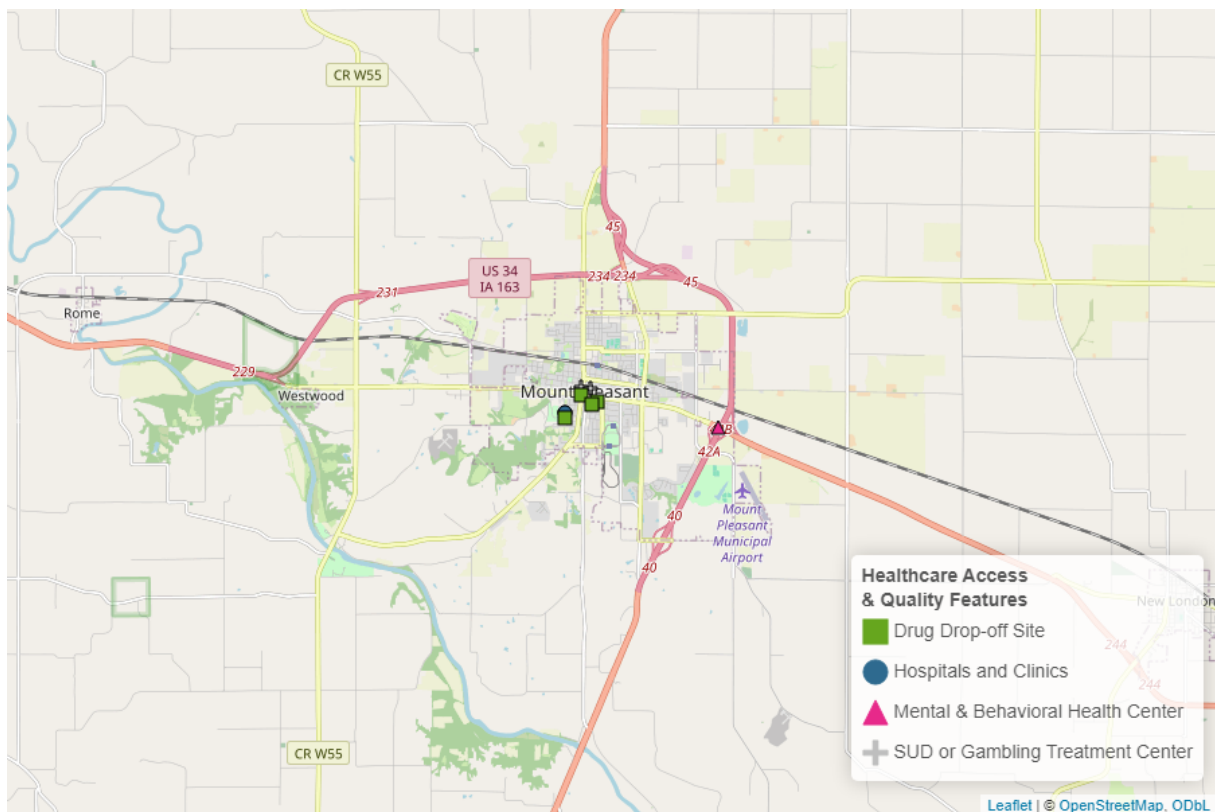 CR W55
45
US 34
IA 163
234
234
45
231
Rome
229
Westwood
Mount Pleasant
42A
Mount
Pleasant
Municipal
Airport
40
40
Healthcare Access
& Quality Features
Drug Drop-off Site
Hospitals and Clinics
Mental & Behavioral Health Center
SUD or Gambling Treatment Center
New London
244
244
CR W55
Leaflet | © OpenStreetMap, ODbL